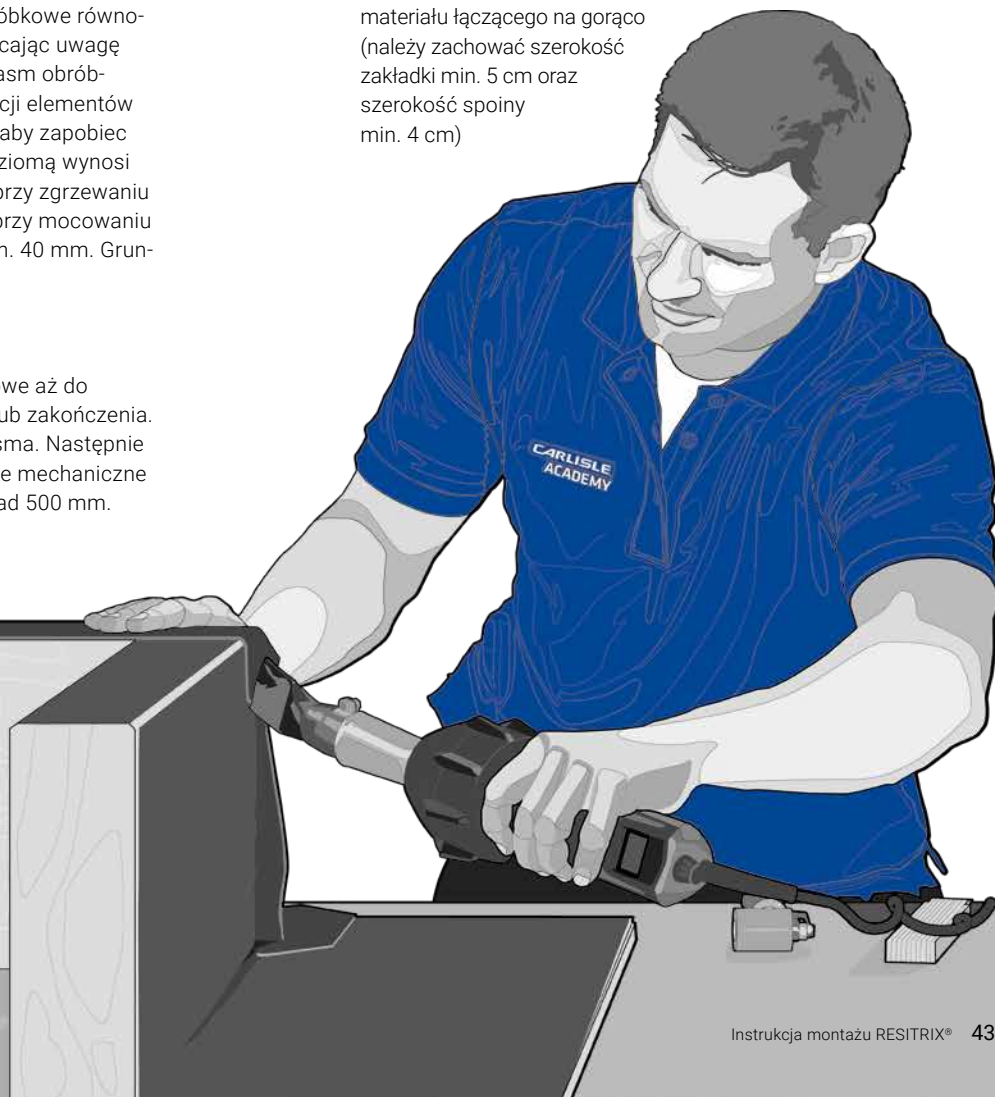 óbkowe równo-
cając uwagę
asm obrób-
cji elementów
aby zapobiec
ziomą wynosi
przy zgrzewaniu
przy mocowaniu
n. 40 mm. Grun-
owe aż do
ub zakończenia.
sma. Następnie
ie mechaniczne
ad 500 mm.
materiału łączącego na gorąco
(należy zachować szerokość
zakładki min. 5 cm oraz
szerokość spoiny
min. 4 cm)
CARLISLE
ACADEMY
Instrukcja montażu RESITRIX® 43